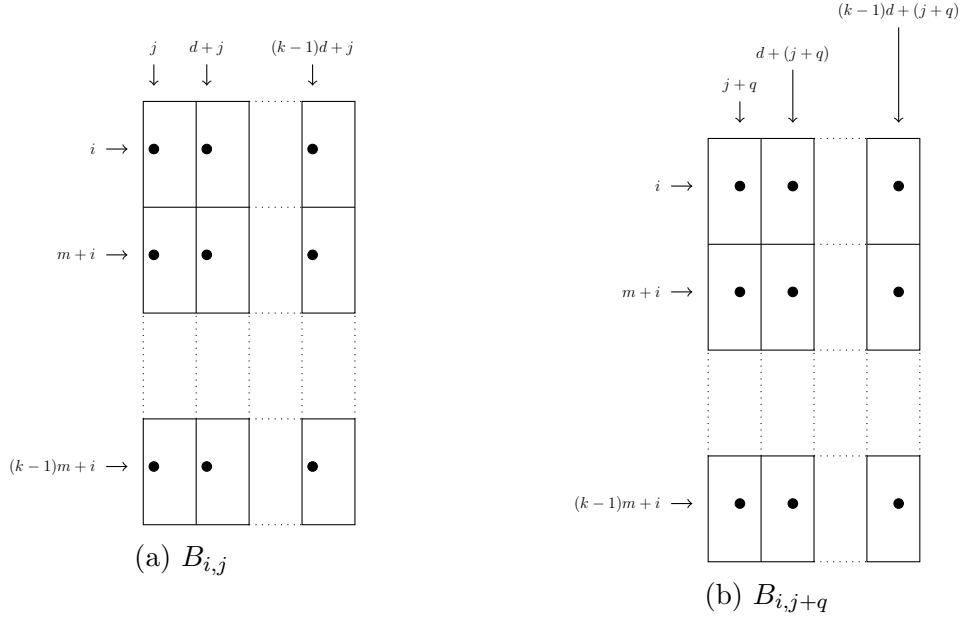 j
d + j
(k−1)d + j
i
m + i
(k−1)m + i
(a) B_{i,j}
(k−1)d + (j+q)
d + (j+q)
j + q
i
m + i
(k−1)m + i
(b) B_{i,j+q}